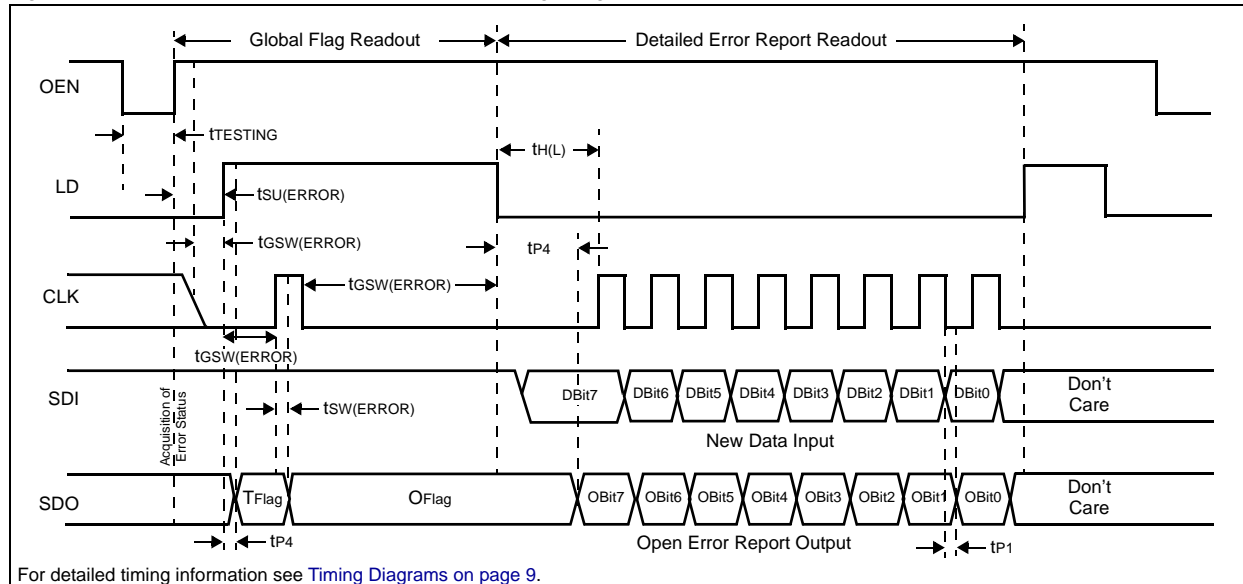 Global Flag Readout
Detailed Error Report Readout
OEN
tTESTING
tH(L)
LD
tSU(ERROR)
tGSW(ERROR)
tP4
CLK
tGSW(ERROR)
tGSW(ERROR)
SDI
DBit7 DBit6 DBit5 DBit4 DBit3 DBit2 DBit1 DBit0
Don't
Care
tSW(ERROR)
Acquisition of
Error Status
New Data Input
SDO
TFlag
OFlag
OBit7 OBit6 OBit5 OBit4 OBit3 OBit2 OBit1 OBit0
Don't
Care
tP4
Open Error Report Output
tP1
For detailed timing information see Timing Diagrams on page 9.